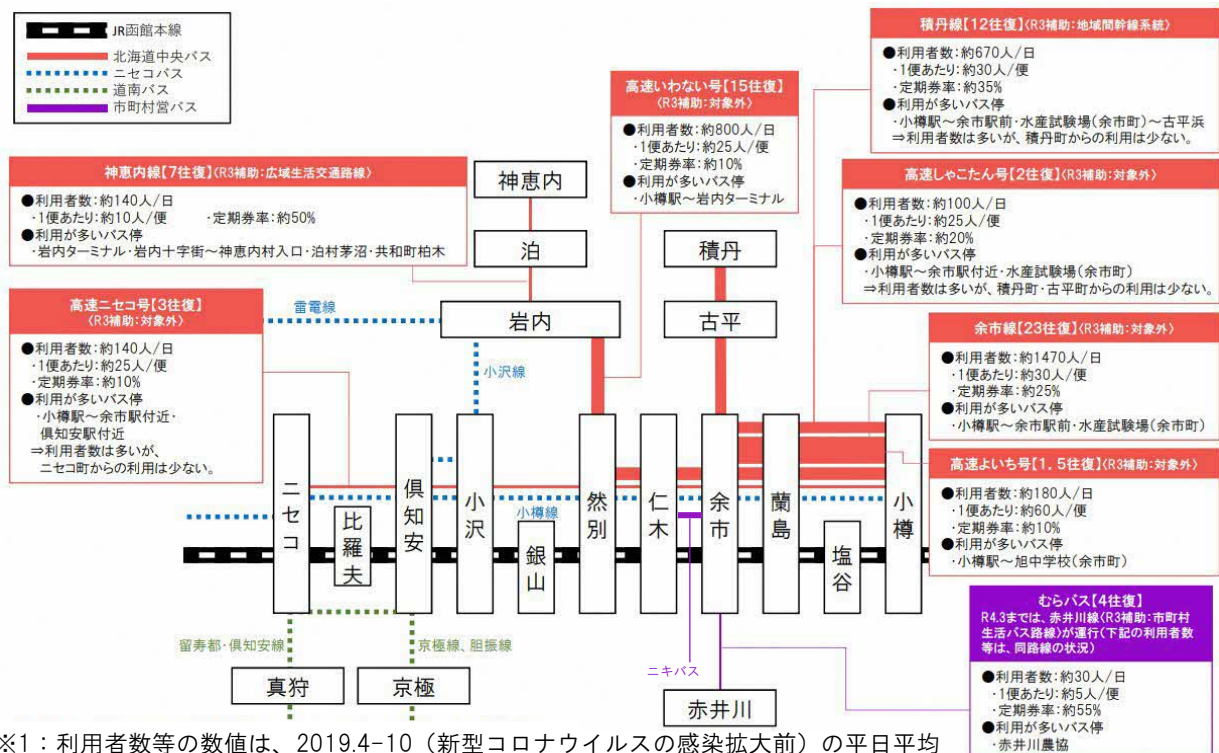 JR函館本線
北海道中央バス
ニセコバス
道南バス
市町村営バス
積丹線【12往復】〈R3補助:地域間幹線系統〉
●利用者数:約670人/日
・1便あたり:約30人/便
・定期券率:約35%
●利用が多いバス停
・小樽駅~余市駅前・水産試験場(余市町)~古平浜
⇒利用者数は多いが、積丹町からの利用は少ない。
高速いわない号【15往復】
〈R3補助:対象外〉
●利用者数:約800人/日
・1便あたり:約25人/便
・定期券率:約10%
●利用が多いバス停
・小樽駅~岩内ターミナル
神恵内線【7往復】〈R3補助:広域生活交通路線〉
●利用者数:約140人/日
・1便あたり:約10人/便 ・定期券率:約50%
●利用が多いバス停
・岩内ターミナル・岩内十字街~神恵内村入口・泊村茅沼・共和町柏木
高速しゃこたん号【2往復】〈R3補助:対象外〉
●利用者数:約100人/日
・1便あたり:約25人/便
・定期券率:約20%
●利用が多いバス停
・小樽駅~余市駅付近・水産試験場(余市町)
⇒利用者数は多いが、積丹町・古平町からの利用は少ない。
高速ニセコ号【3往復】
〈R3補助:対象外〉
●利用者数:約140人/日
・1便あたり:約25人/便
・定期券率:約10%
●利用が多いバス停
・小樽駅~余市駅付近・
倶知安駅付近
⇒利用者数は多いが、
ニセコ町からの利用は少ない。
余市線【23往復】〈R3補助:対象外〉
●利用者数:約1470人/日
・1便あたり:約30人/便
・定期券率:約25%
●利用が多いバス停
・小樽駅~余市駅前・水産試験場(余市町)
高速よいち号【1.5往復】〈R3補助:対象外〉
●利用者数:約180人/日
・1便あたり:約60人/便
・定期券率:約10%
●利用が多いバス停
・小樽駅~旭中学校(余市町)
むらバス【4往復】
R4.3までは、赤井川線〈R3補助:市町村
生活バス路線〉が運行(下記の利用者数
等は、同路線の状況)
●利用者数:約30人/日
・1便あたり:約5人/便
・定期券率:約55%
●利用が多いバス停
・赤井川農協
神恵内
泊
岩内
積丹
古平
雷電線
小沢線
ニセコ
比羅夫
倶知安
小沢
銀山
然別
仁木
余市
蘭島
塩谷
小樽
小樽線
留寿都・倶知安線
京極線、胆振線
ニキバス
真狩
京極
赤井川
※1:利用者数等の数値は、2019.4-10(新型コロナウイルスの感染拡大前)の平日平均